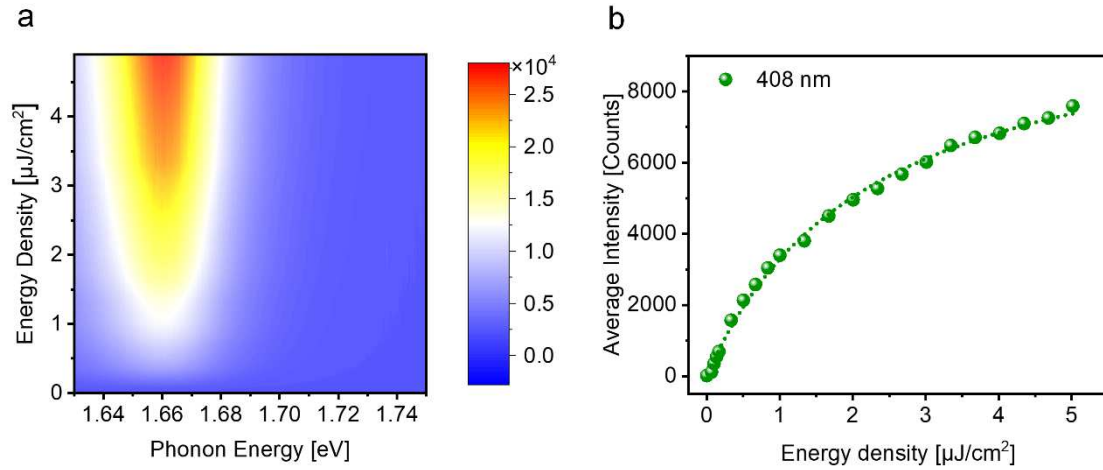 a
Energy Density [µJ/cm²]
4
3
2
1
0
1.64 1.66 1.68 1.70 1.72 1.74
Phonon Energy [eV]
×10⁴
2.5
2.0
1.5
1.0
0.5
0.0
b
Average Intensity [Counts]
8000
6000
4000
2000
0
408 nm
0 1 2 3 4 5
Energy density [µJ/cm²]